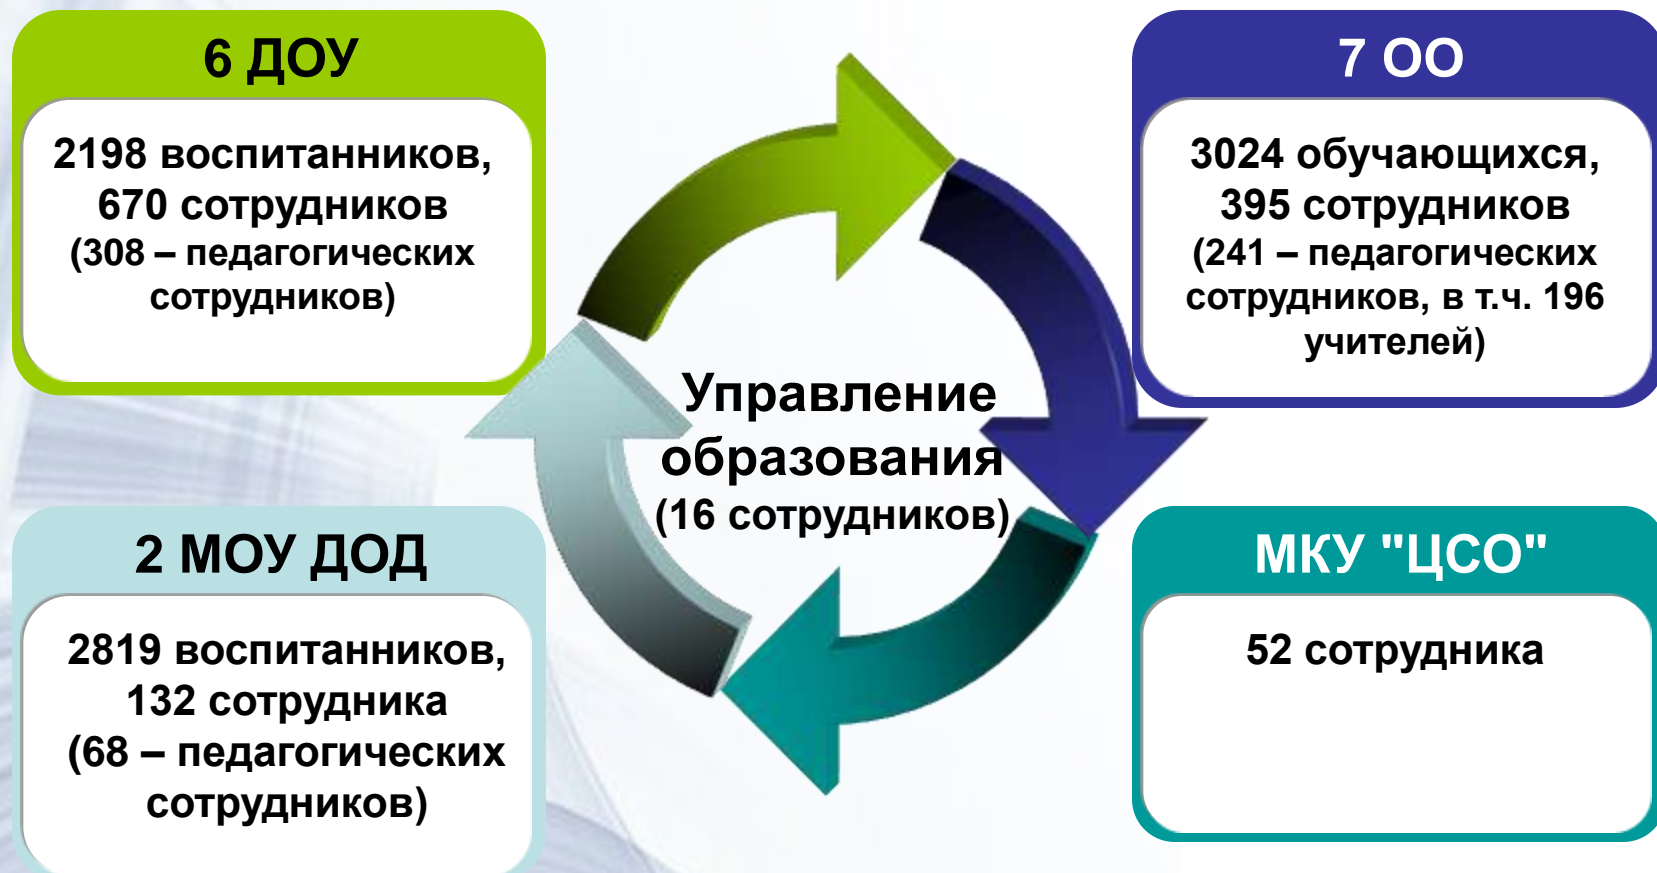 6 ДОУ
2198 воспитанников,
670 сотрудников
(308 – педагогических
сотрудников)
7 ОО
3024 обучающихся,
395 сотрудников
(241 – педагогических
сотрудников, в т.ч. 196
учителей)
Управление
образования
(16 сотрудников)
2 МОУ ДОД
2819 воспитанников,
132 сотрудника
(68 – педагогических
сотрудников)
МКУ "ЦСО"
52 сотрудника